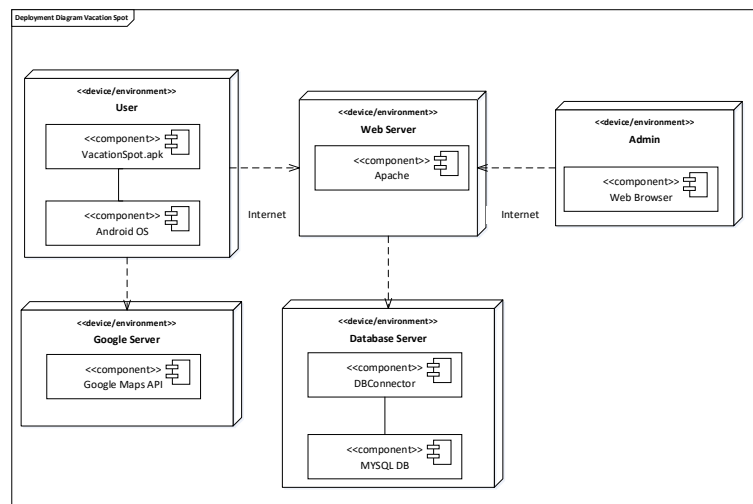 Deployment Diagram Vacation Spot
<<device/environment>>
User
<<component>>
VacationSpot.apk
<<component>>
Android OS
Internet
<<device/environment>>
Web Server
<<component>>
Apache
Internet
<<device/environment>>
Admin
<<component>>
Web Browser
<<device/environment>>
Google Server
<<component>>
Google Maps API
<<device/environment>>
Database Server
<<component>>
DBConnector
<<component>>
MYSQL DB